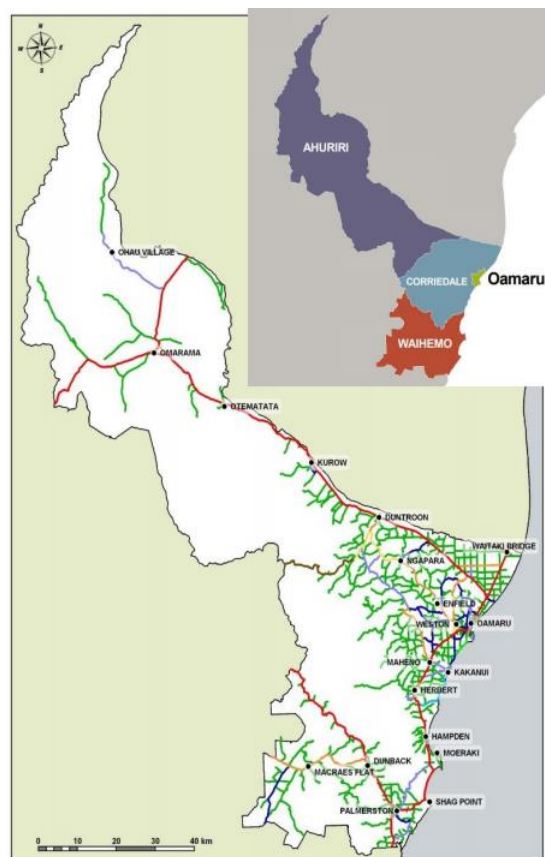 N
W E
S
AHURIRI
CORRIEDALE
Oamaru
WAIHEMO
OHAU VILLAGE
OMARAMA
OTEMATATA
KUROW
DUNTROON
WAITAKI BRIDGE
NGAPARA
ENFIELD
WESTON
OAMARU
MAHENO
KAKANUI
HERBERT
HAMPDEN
MOERAKI
DUNBACK
MACRAES FLAT
SHAG POINT
PALMERSTON
0 10 20 30 40 km